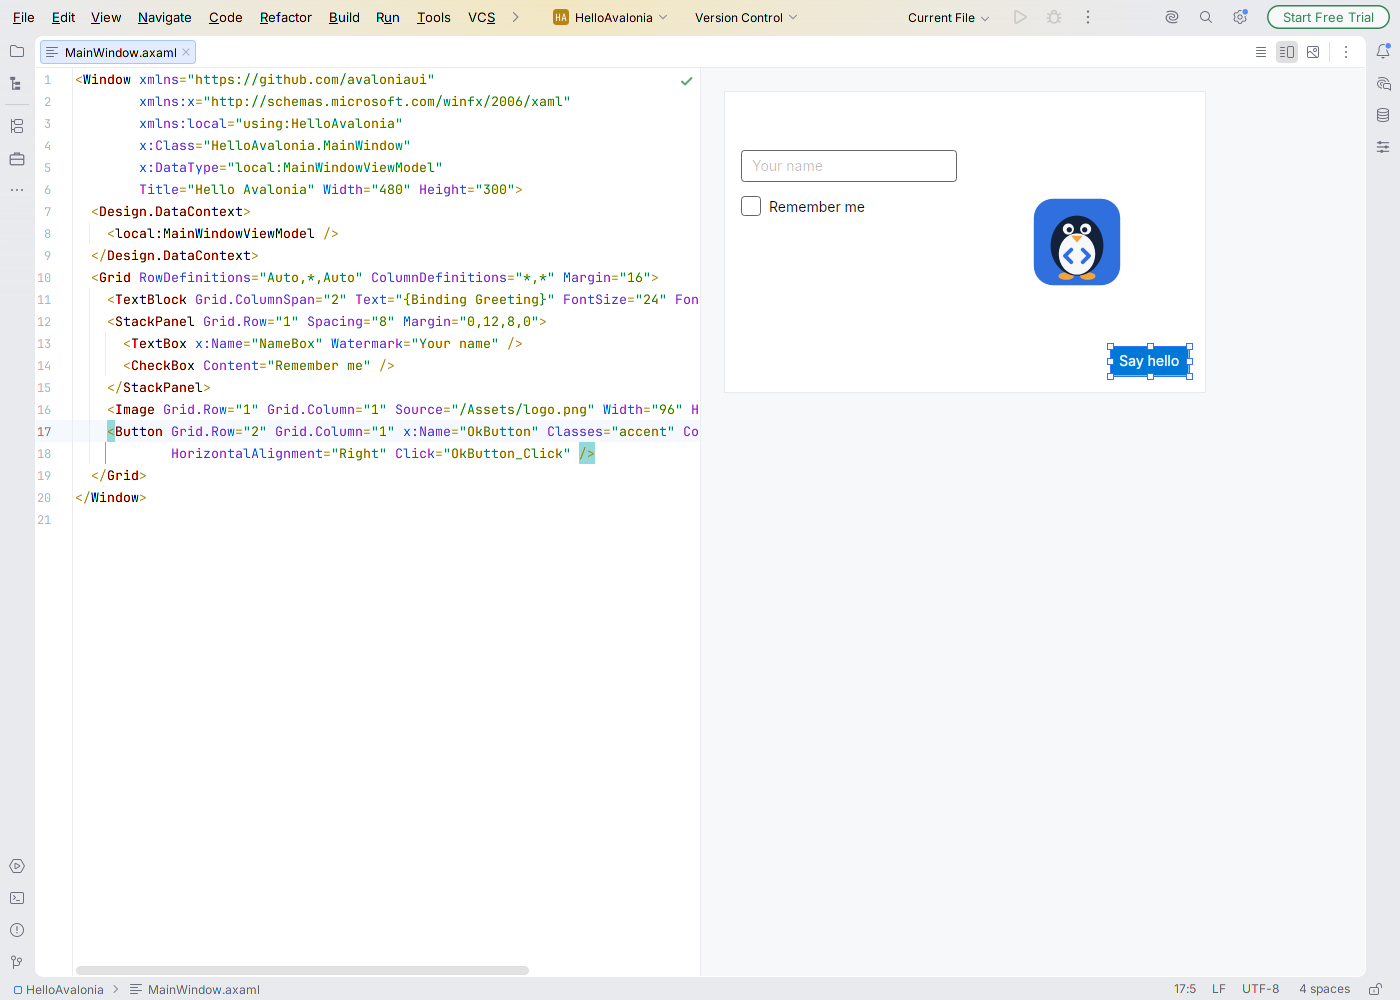 File Edit View Navigate Code Refactor Build Run Tools VCS HA HelloAvalonia Version Control Current File Start Free Trial
MainWindow.axaml
1 <Window xmlns="https://github.com/avaloniaui"
2 xmlns:x="http://schemas.microsoft.com/winfx/2006/xaml"
3 xmlns:local="using:HelloAvalonia"
4 x:Class="HelloAvalonia.MainWindow"
5 x:DataType="local:MainWindowViewModel"
6 Title="Hello Avalonia" Width="480" Height="300">
7 <Design.DataContext>
8 <local:MainWindowViewModel />
9 </Design.DataContext>
10 <Grid RowDefinitions="Auto,*,Auto" ColumnDefinitions="*,*" Margin="16">
11 <TextBlock Grid.ColumnSpan="2" Text="{Binding Greeting}" FontSize="24" Fon
12 <StackPanel Grid.Row="1" Spacing="8" Margin="0,12,8,0">
13 <TextBox x:Name="NameBox" Watermark="Your name" />
14 <CheckBox Content="Remember me" />
15 </StackPanel>
16 <Image Grid.Row="1" Grid.Column="1" Source="/Assets/logo.png" Width="96" H
17 <Button Grid.Row="2" Grid.Column="1" x:Name="OkButton" Classes="accent" Co
18 HorizontalAlignment="Right" Click="OkButton_Click" />
19 </Grid>
20 </Window>
21
Your name
Remember me
Say hello
HelloAvalonia MainWindow.axaml 17:5 LF UTF-8 4 spaces